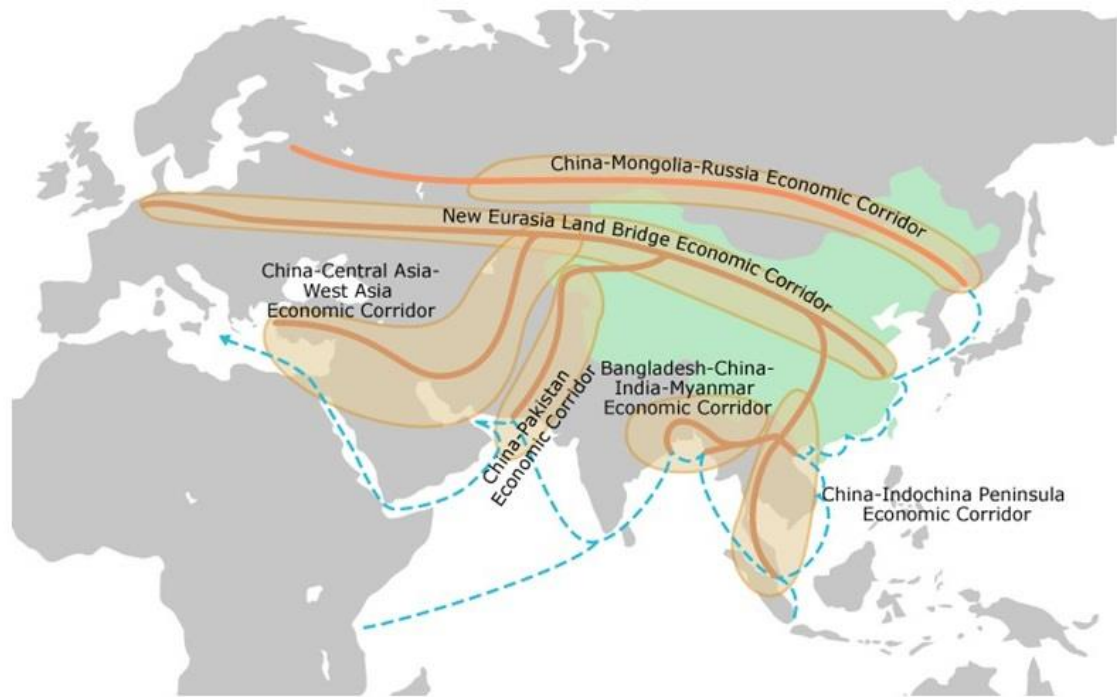 China-Mongolia-Russia Economic Corridor
New Eurasia Land Bridge Economic Corridor
China-Central Asia-
West Asia
Economic Corridor
China-Pakistan
Economic Corridor
Bangladesh-China-
India-Myanmar
Economic Corridor
China-Indochina Peninsula
Economic Corridor